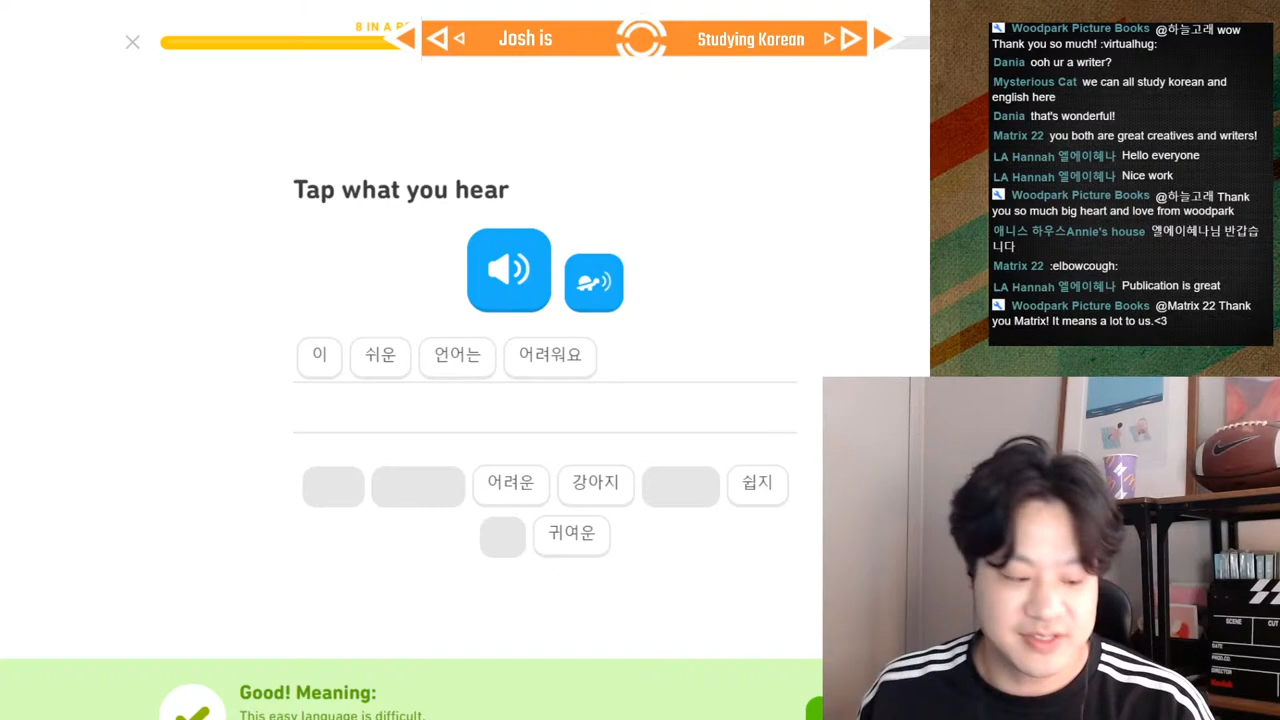 8 IN A
Josh is
Studying Korean
Tap what you hear
이 쉬운 언어는 어려워요
어려운 강아지 쉽지
귀여운
Good! Meaning:
This easy language is difficult.
Woodpark Picture Books @하늘고래 wow
Thank you so much! :virtualhug:
Dania ooh ur a writer?
Mysterious Cat we can all study korean and
english here
Dania that's wonderful!
Matrix 22 you both are great creatives and writers!
LA Hannah 엘에이혜나 Hello everyone
LA Hannah 엘에이혜나 Nice work
Woodpark Picture Books @하늘고래 Thank
you so much big heart and love from woodpark
애니스 하우스Annie's house 엘에이혜나님 반갑습
니다
Matrix 22 :elbowcough:
LA Hannah 엘에이혜나 Publication is great
Woodpark Picture Books @Matrix 22 Thank
you Matrix! It means a lot to us.<3
SCENE
CUT
DATE
PROD.CO.
DIRECTOR
Kodak